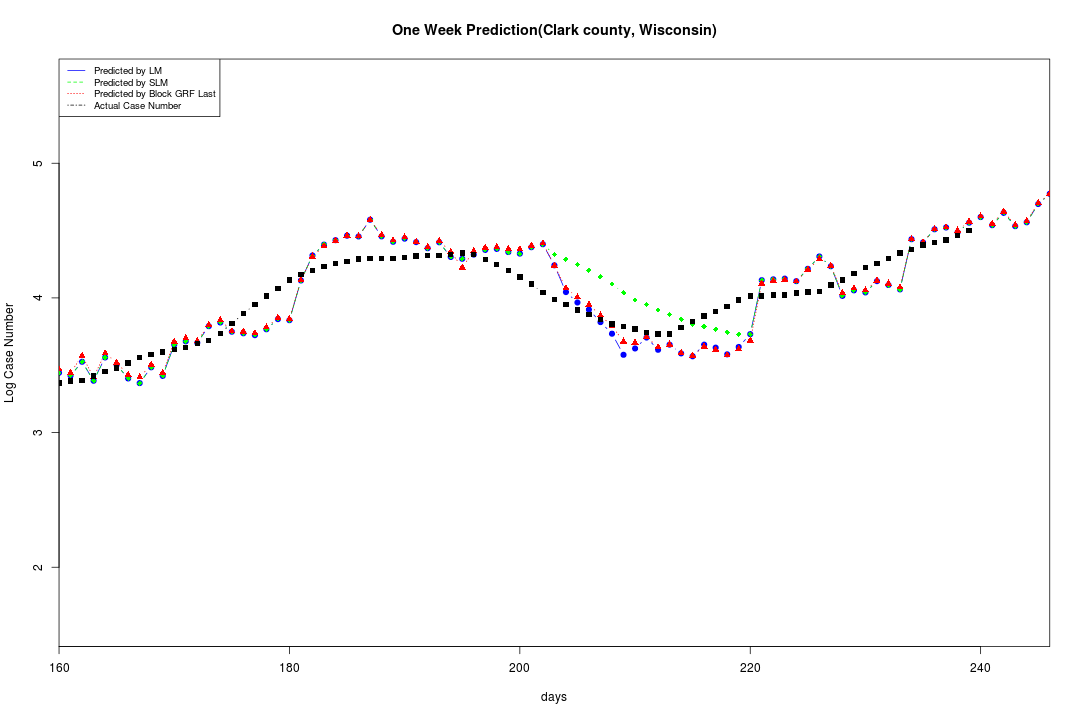 One Week Prediction(Clark county, Wisconsin)
Predicted by LM
Predicted by SLM
Predicted by Block GRF Last
Actual Case Number
5
4
3
2
Log Case Number
160 180 200 220 240
days